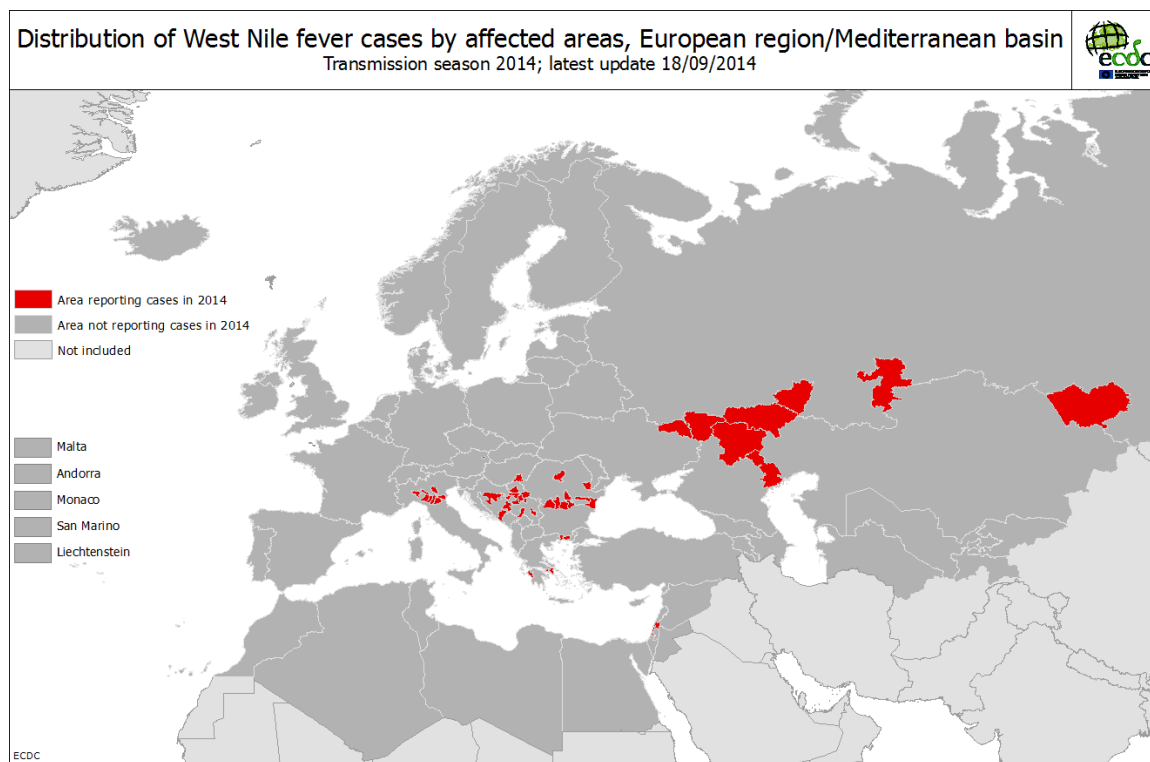 Distribution of West Nile fever cases by affected areas, European region/Mediterranean basin
Transmission season 2014; latest update 18/09/2014
ecdc
Area reporting cases in 2014
Area not reporting cases in 2014
Not included
Malta
Andorra
Monaco
San Marino
Liechtenstein
ECDC